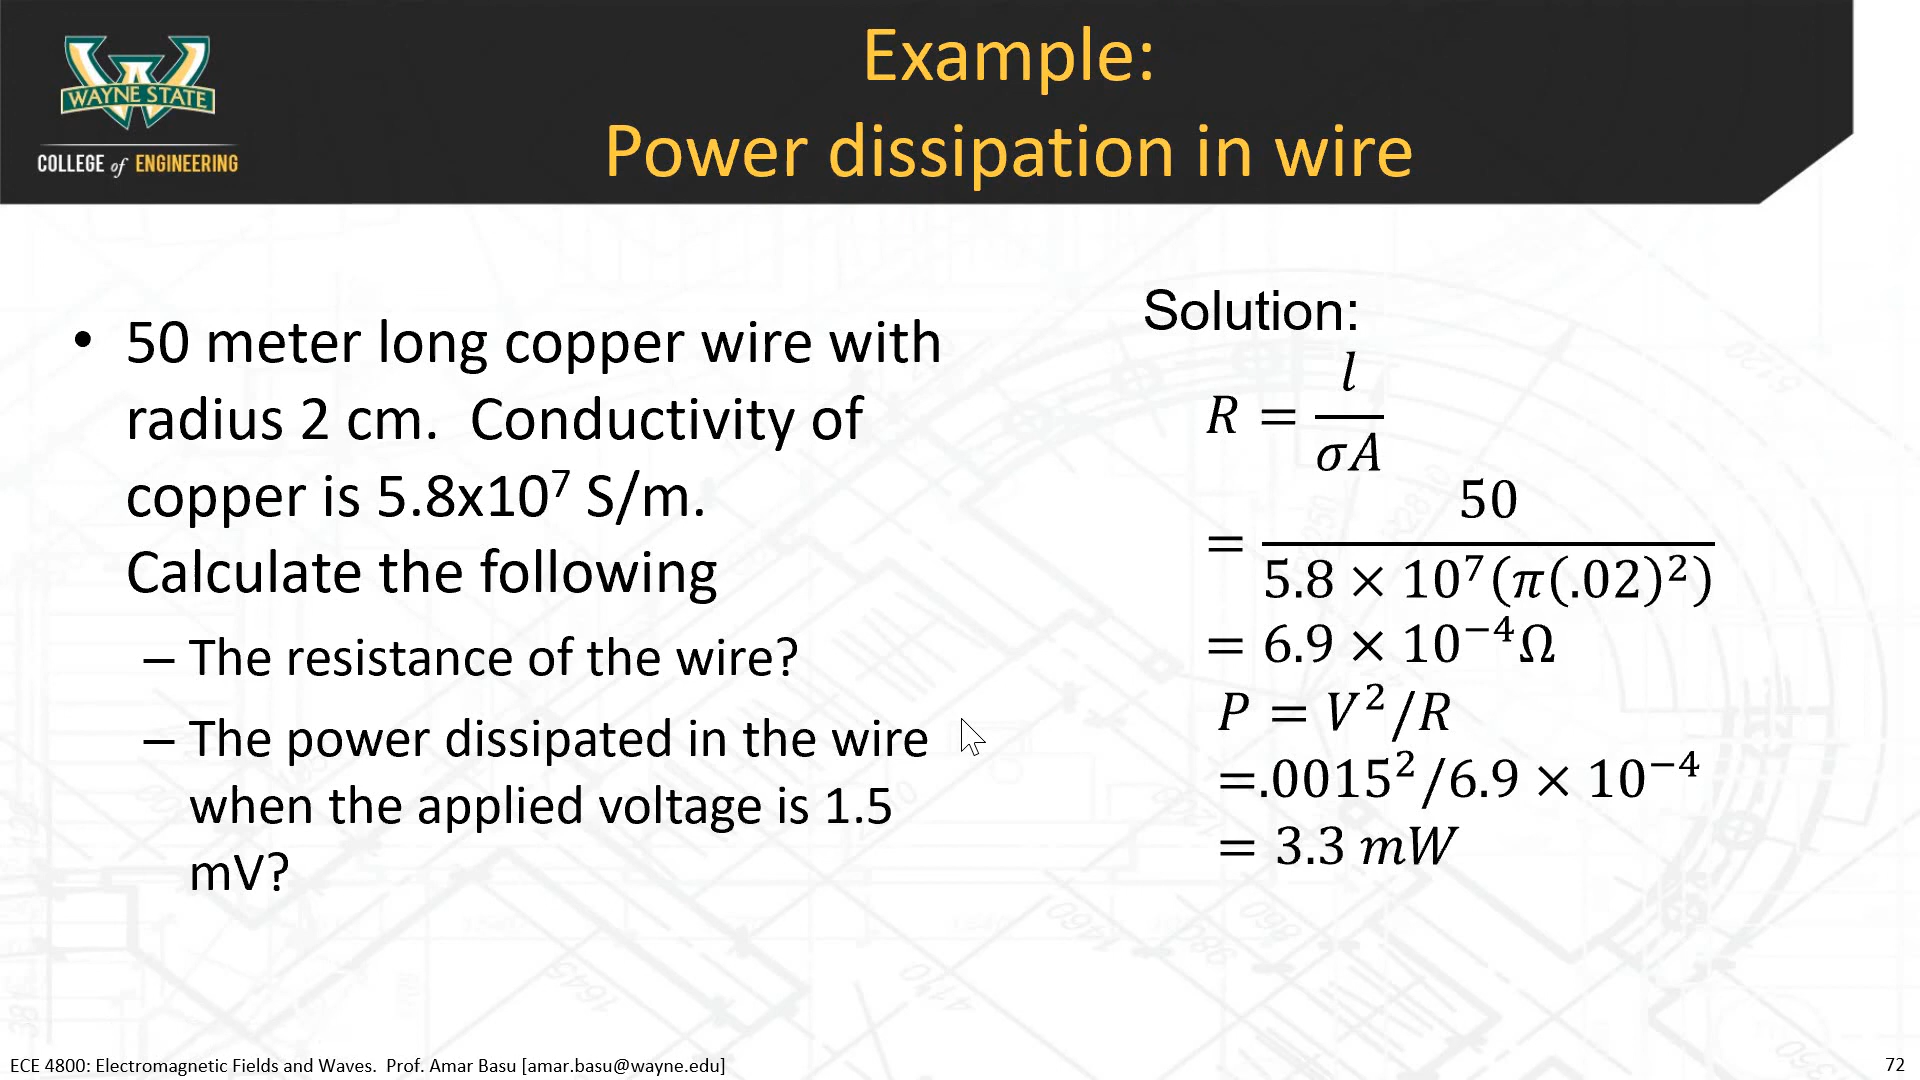 WAYNE STATE
COLLEGE of ENGINEERING
Example:
Power dissipation in wire
• 50 meter long copper wire with
radius 2 cm.  Conductivity of
copper is 5.8x10⁷ S/m.
Calculate the following
– The resistance of the wire?
– The power dissipated in the wire
when the applied voltage is 1.5
mV?
Solution:
R = l/σA
= 50/5.8 × 10⁷(π(.02)²)
= 6.9 × 10⁻⁴Ω
P = V²/R
=.0015²/6.9 × 10⁻⁴
= 3.3 mW
ECE 4800: Electromagnetic Fields and Waves.  Prof. Amar Basu [amar.basu@wayne.edu]
72